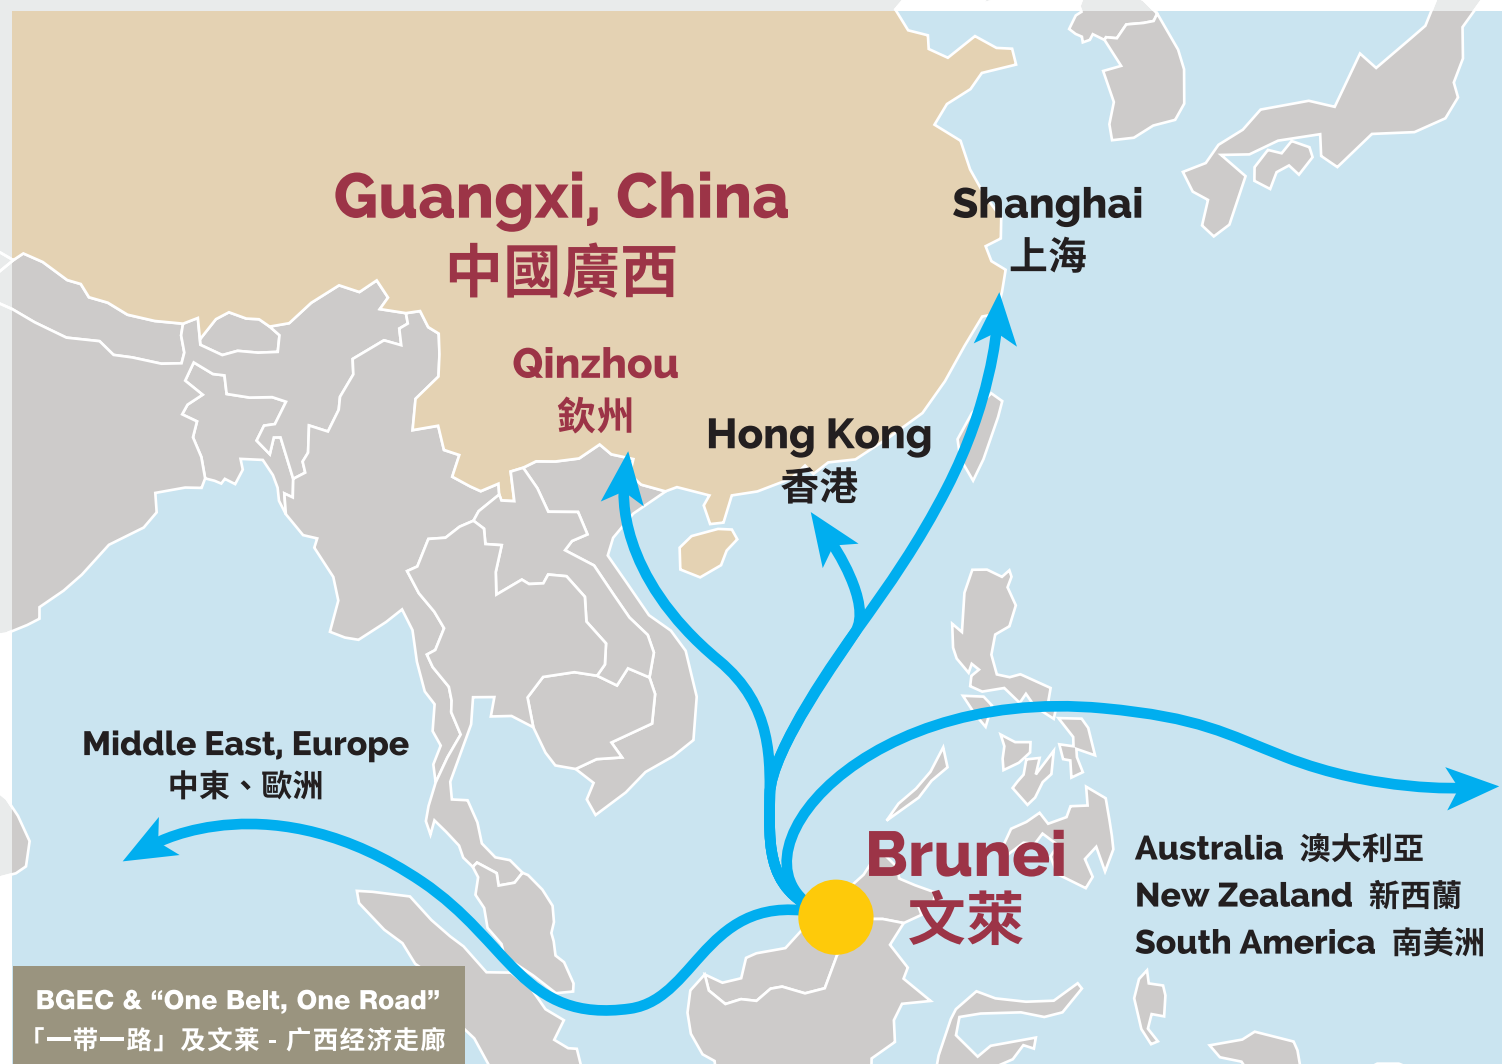 Guangxi, China
中國廣西
Shanghai
上海
Qinzhou
欽州
Hong Kong
香港
Middle East, Europe
中東、歐洲
Brunei
文萊
Australia 澳大利亞
New Zealand 新西蘭
South America 南美洲
BGEC & “One Belt, One Road”
「一带一路」及文莱 - 广西经济走廊